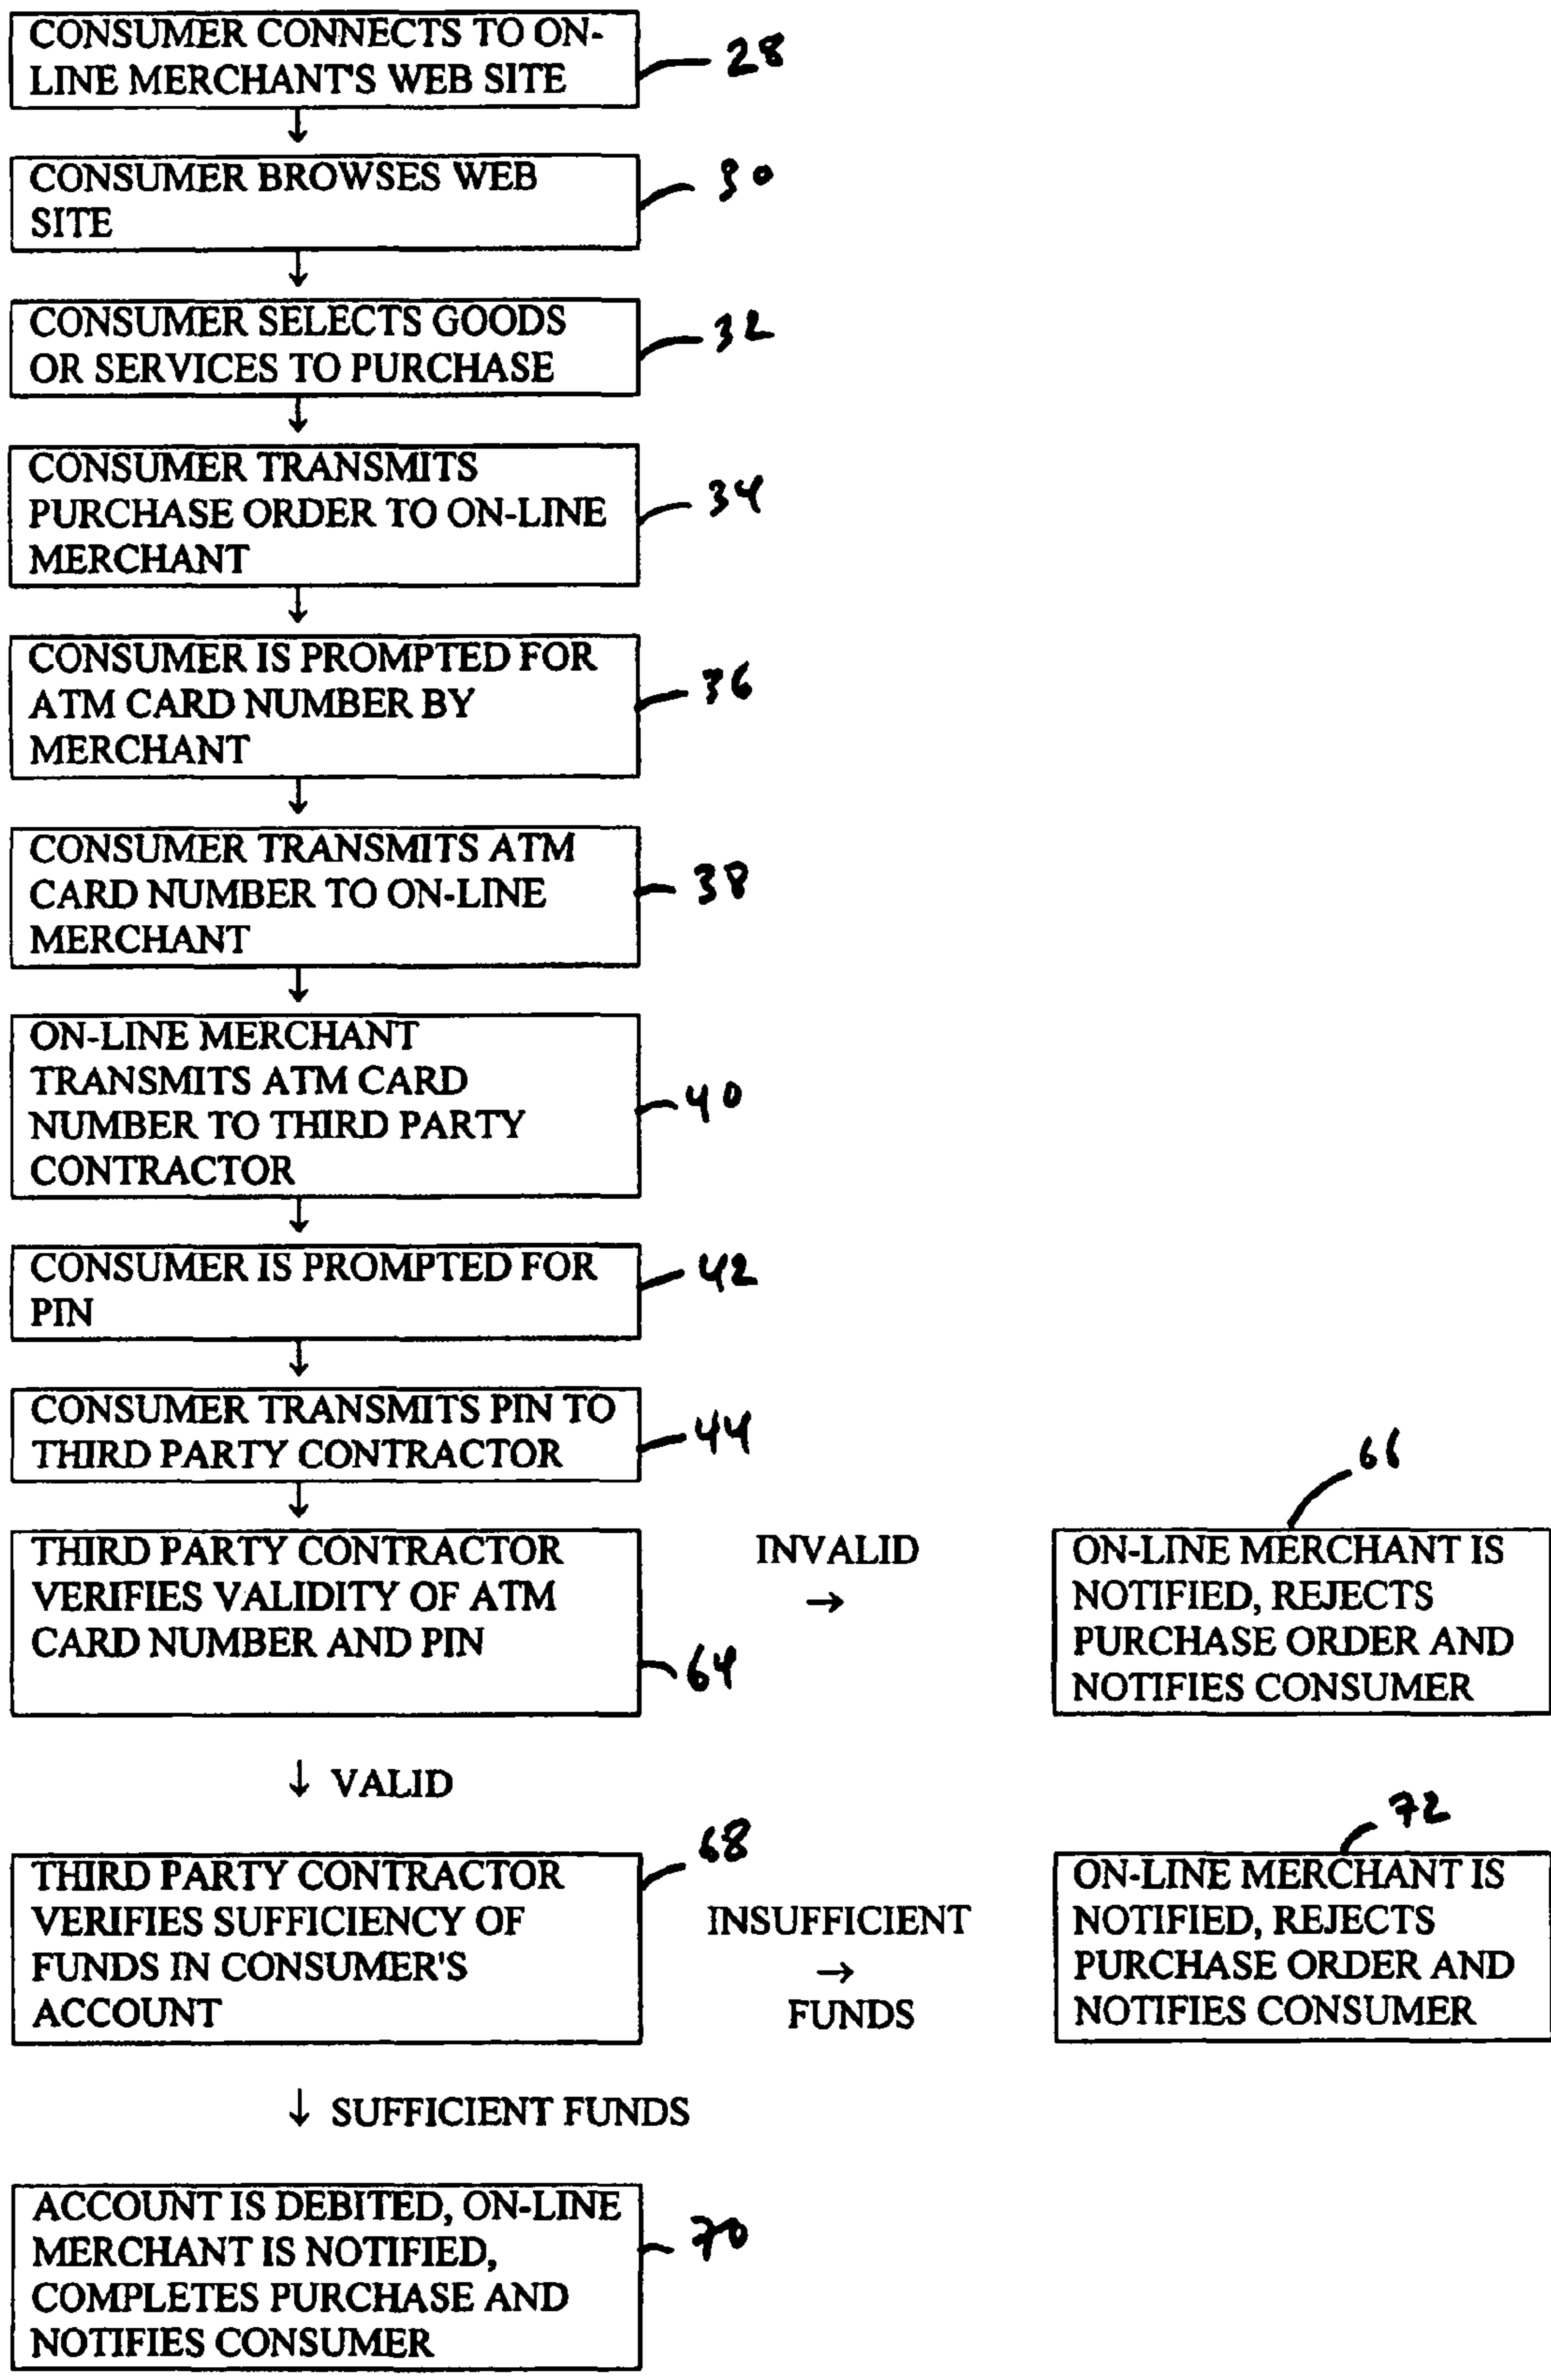 CONSUMER CONNECTS TO ON-
LINE MERCHANT'S WEB SITE
28
CONSUMER BROWSES WEB
SITE
30
CONSUMER SELECTS GOODS
OR SERVICES TO PURCHASE
32
CONSUMER TRANSMITS
PURCHASE ORDER TO ON-LINE
MERCHANT
34
CONSUMER IS PROMPTED FOR
ATM CARD NUMBER BY
MERCHANT
36
CONSUMER TRANSMITS ATM
CARD NUMBER TO ON-LINE
MERCHANT
38
ON-LINE MERCHANT
TRANSMITS ATM CARD
NUMBER TO THIRD PARTY
CONTRACTOR
40
CONSUMER IS PROMPTED FOR
PIN
42
CONSUMER TRANSMITS PIN TO
THIRD PARTY CONTRACTOR
44
THIRD PARTY CONTRACTOR
VERIFIES VALIDITY OF ATM
CARD NUMBER AND PIN
64
INVALID
→
66
ON-LINE MERCHANT IS
NOTIFIED, REJECTS
PURCHASE ORDER AND
NOTIFIES CONSUMER
↓ VALID
THIRD PARTY CONTRACTOR
VERIFIES SUFFICIENCY OF
FUNDS IN CONSUMER'S
ACCOUNT
68
INSUFFICIENT
→
FUNDS
72
ON-LINE MERCHANT IS
NOTIFIED, REJECTS
PURCHASE ORDER AND
NOTIFIES CONSUMER
↓ SUFFICIENT FUNDS
ACCOUNT IS DEBITED, ON-LINE
MERCHANT IS NOTIFIED,
COMPLETES PURCHASE AND
NOTIFIES CONSUMER
70